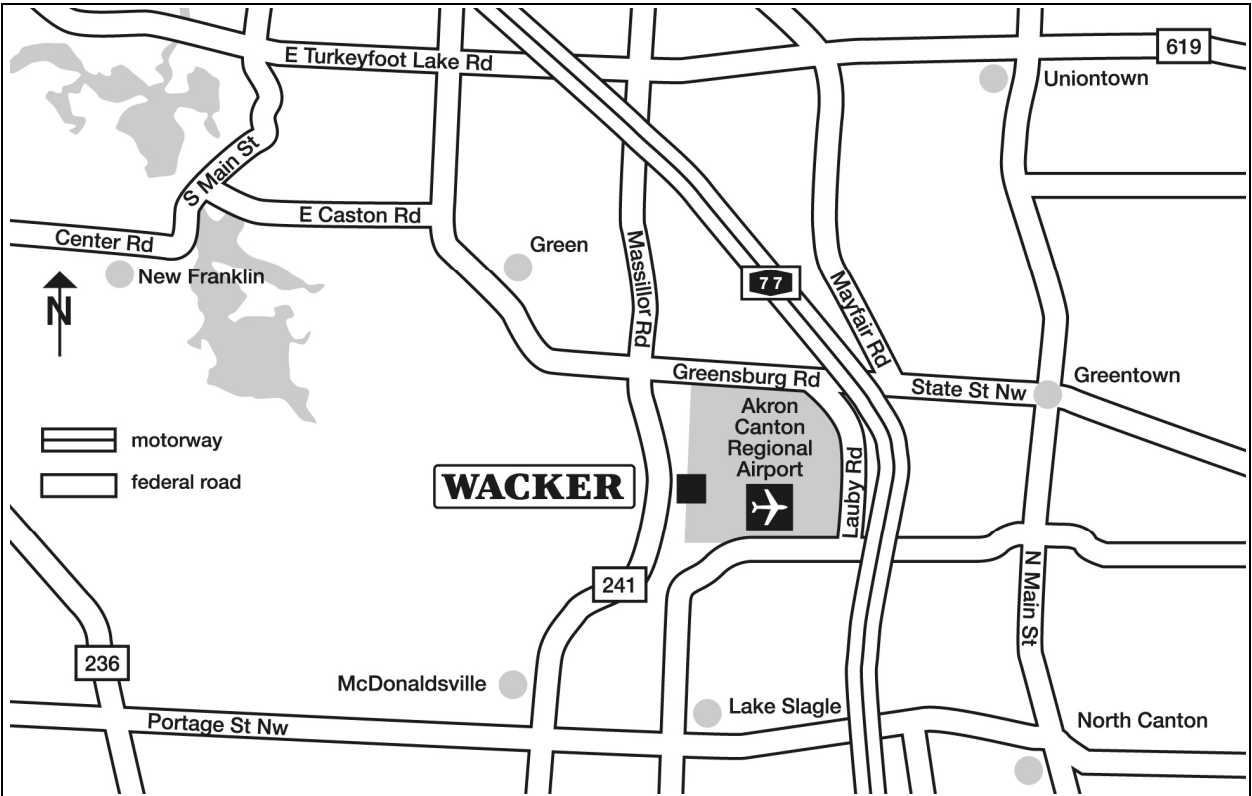 E Turkeyfoot Lake Rd
619
Uniontown
S Main St
E Caston Rd
Center Rd
Green
New Franklin
N
Massillor Rd
77
Mayfair Rd
Greensburg Rd
State St Nw
Greentown
Akron
Canton
Regional
Airport
motorway
federal road
WACKER
Lauby Rd
241
N Main St
236
McDonaldsville
Lake Slagle
North Canton
Portage St Nw